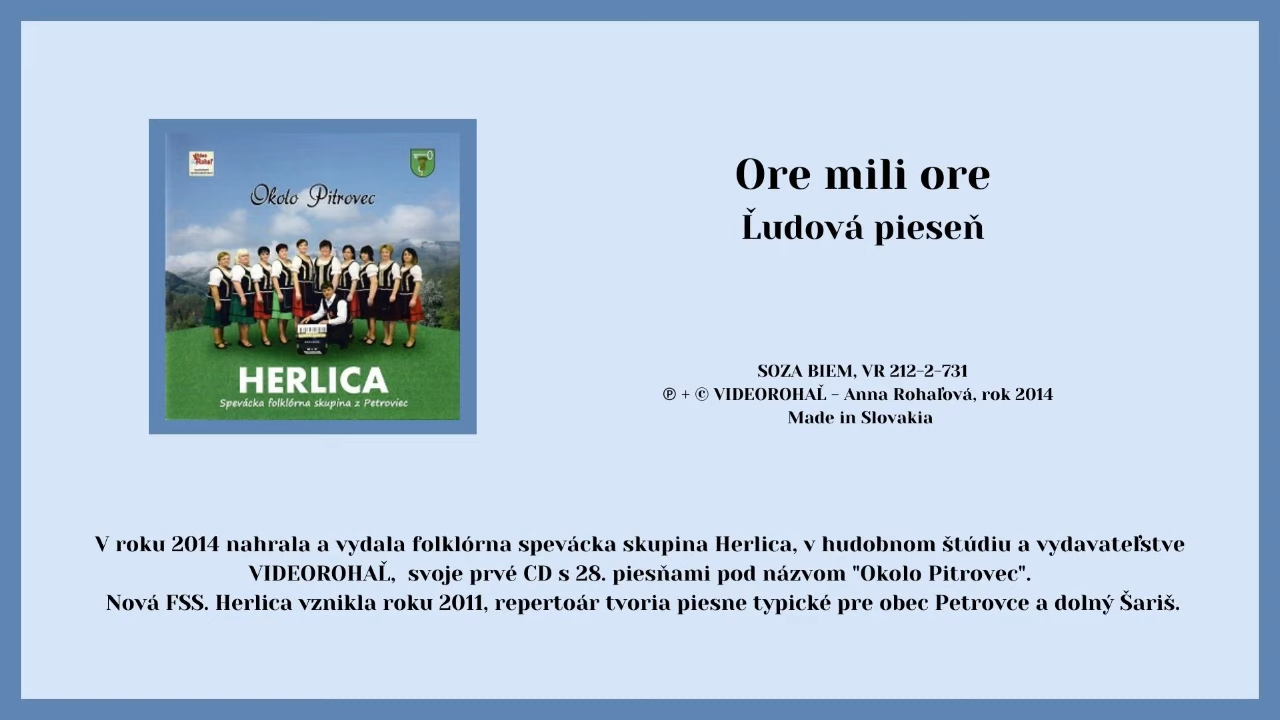 Okolo Pitrovec
HERLICA
Spevácka folklórna skupina z Petroviec
Ore mili ore
Ľudová pieseň
SOZA BIEM, VR 212-2-731
℗ + © VIDEOROHAĽ - Anna Rohaľová, rok 2014
Made in Slovakia
V roku 2014 nahrala a vydala folklórna spevácka skupina Herlica, v hudobnom štúdiu a vydavateľstve
VIDEOROHAĽ, svoje prvé CD s 28. piesňami pod názvom "Okolo Pitrovec".
Nová FSS. Herlica vznikla roku 2011, repertoár tvoria piesne typické pre obec Petrovce a dolný Šariš.